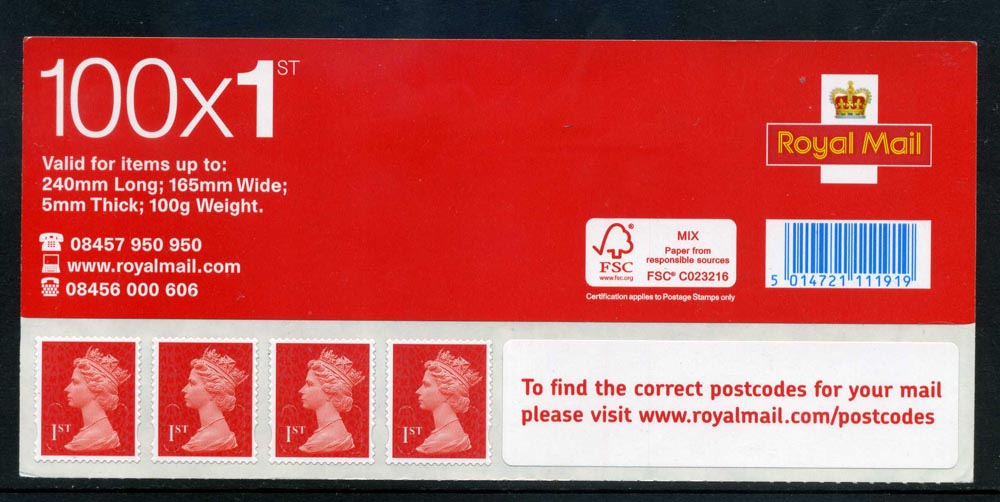 100x1ST
Valid for items up to:
240mm Long; 165mm Wide;
5mm Thick; 100g Weight.
08457 950 950
www.royalmail.com
08456 000 606
Royal Mail
FSC
www.fsc.org
MIX
Paper from
responsible sources
FSC® C023216
Certification applies to Postage Stamps only
5 014721 111919
1ST
1ST
1ST
1ST
To find the correct postcodes for your mail
please visit www.royalmail.com/postcodes